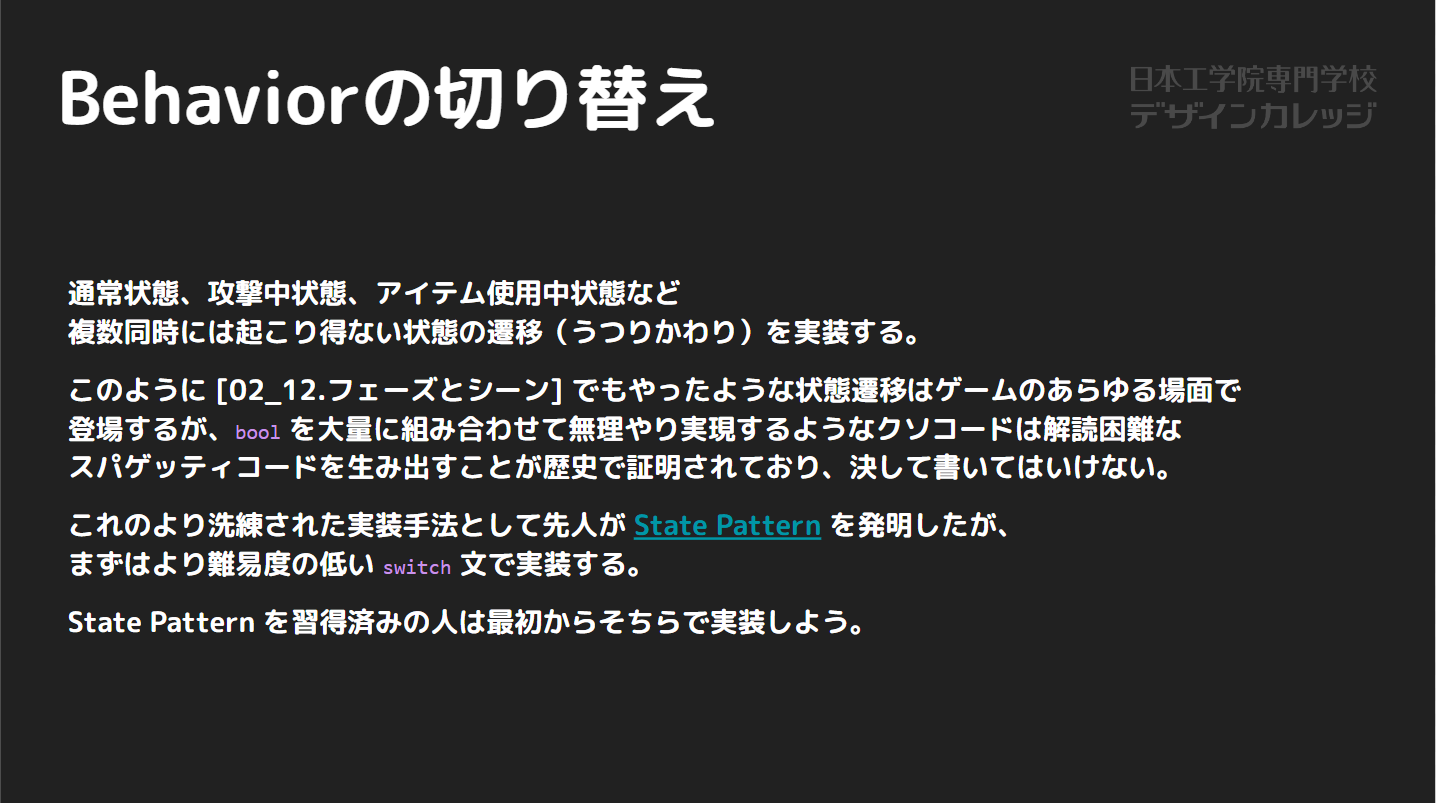 Behaviorの切り替え
日本工学院専門学校
デザインカレッジ
通常状態、攻撃中状態、アイテム使用中状態など
複数同時には起こり得ない状態の遷移（うつりかわり）を実装する。
このように [02_12.フェーズとシーン] でもやったような状態遷移はゲームのあらゆる場面で
登場するが、bool を大量に組み合わせて無理やり実現するようなクソコードは解読困難な
スパゲッティコードを生み出すことが歴史で証明されており、決して書いてはいけない。
これのより洗練された実装手法として先人が State Pattern を発明したが、
まずはより難易度の低い switch 文で実装する。
State Pattern を習得済みの人は最初からそちらで実装しよう。